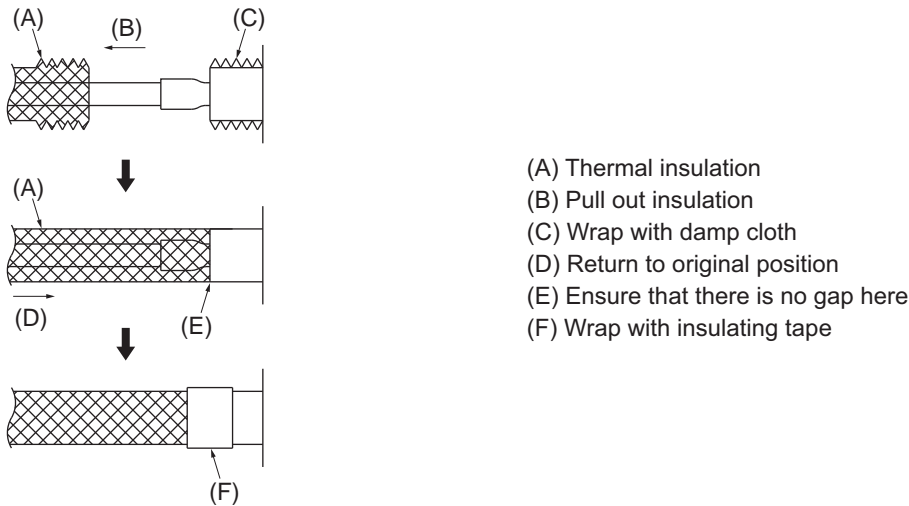 (A)
(B)
(C)
(A)
(D)
(E)
(F)
(A) Thermal insulation
(B) Pull out insulation
(C) Wrap with damp cloth
(D) Return to original position
(E) Ensure that there is no gap here
(F) Wrap with insulating tape